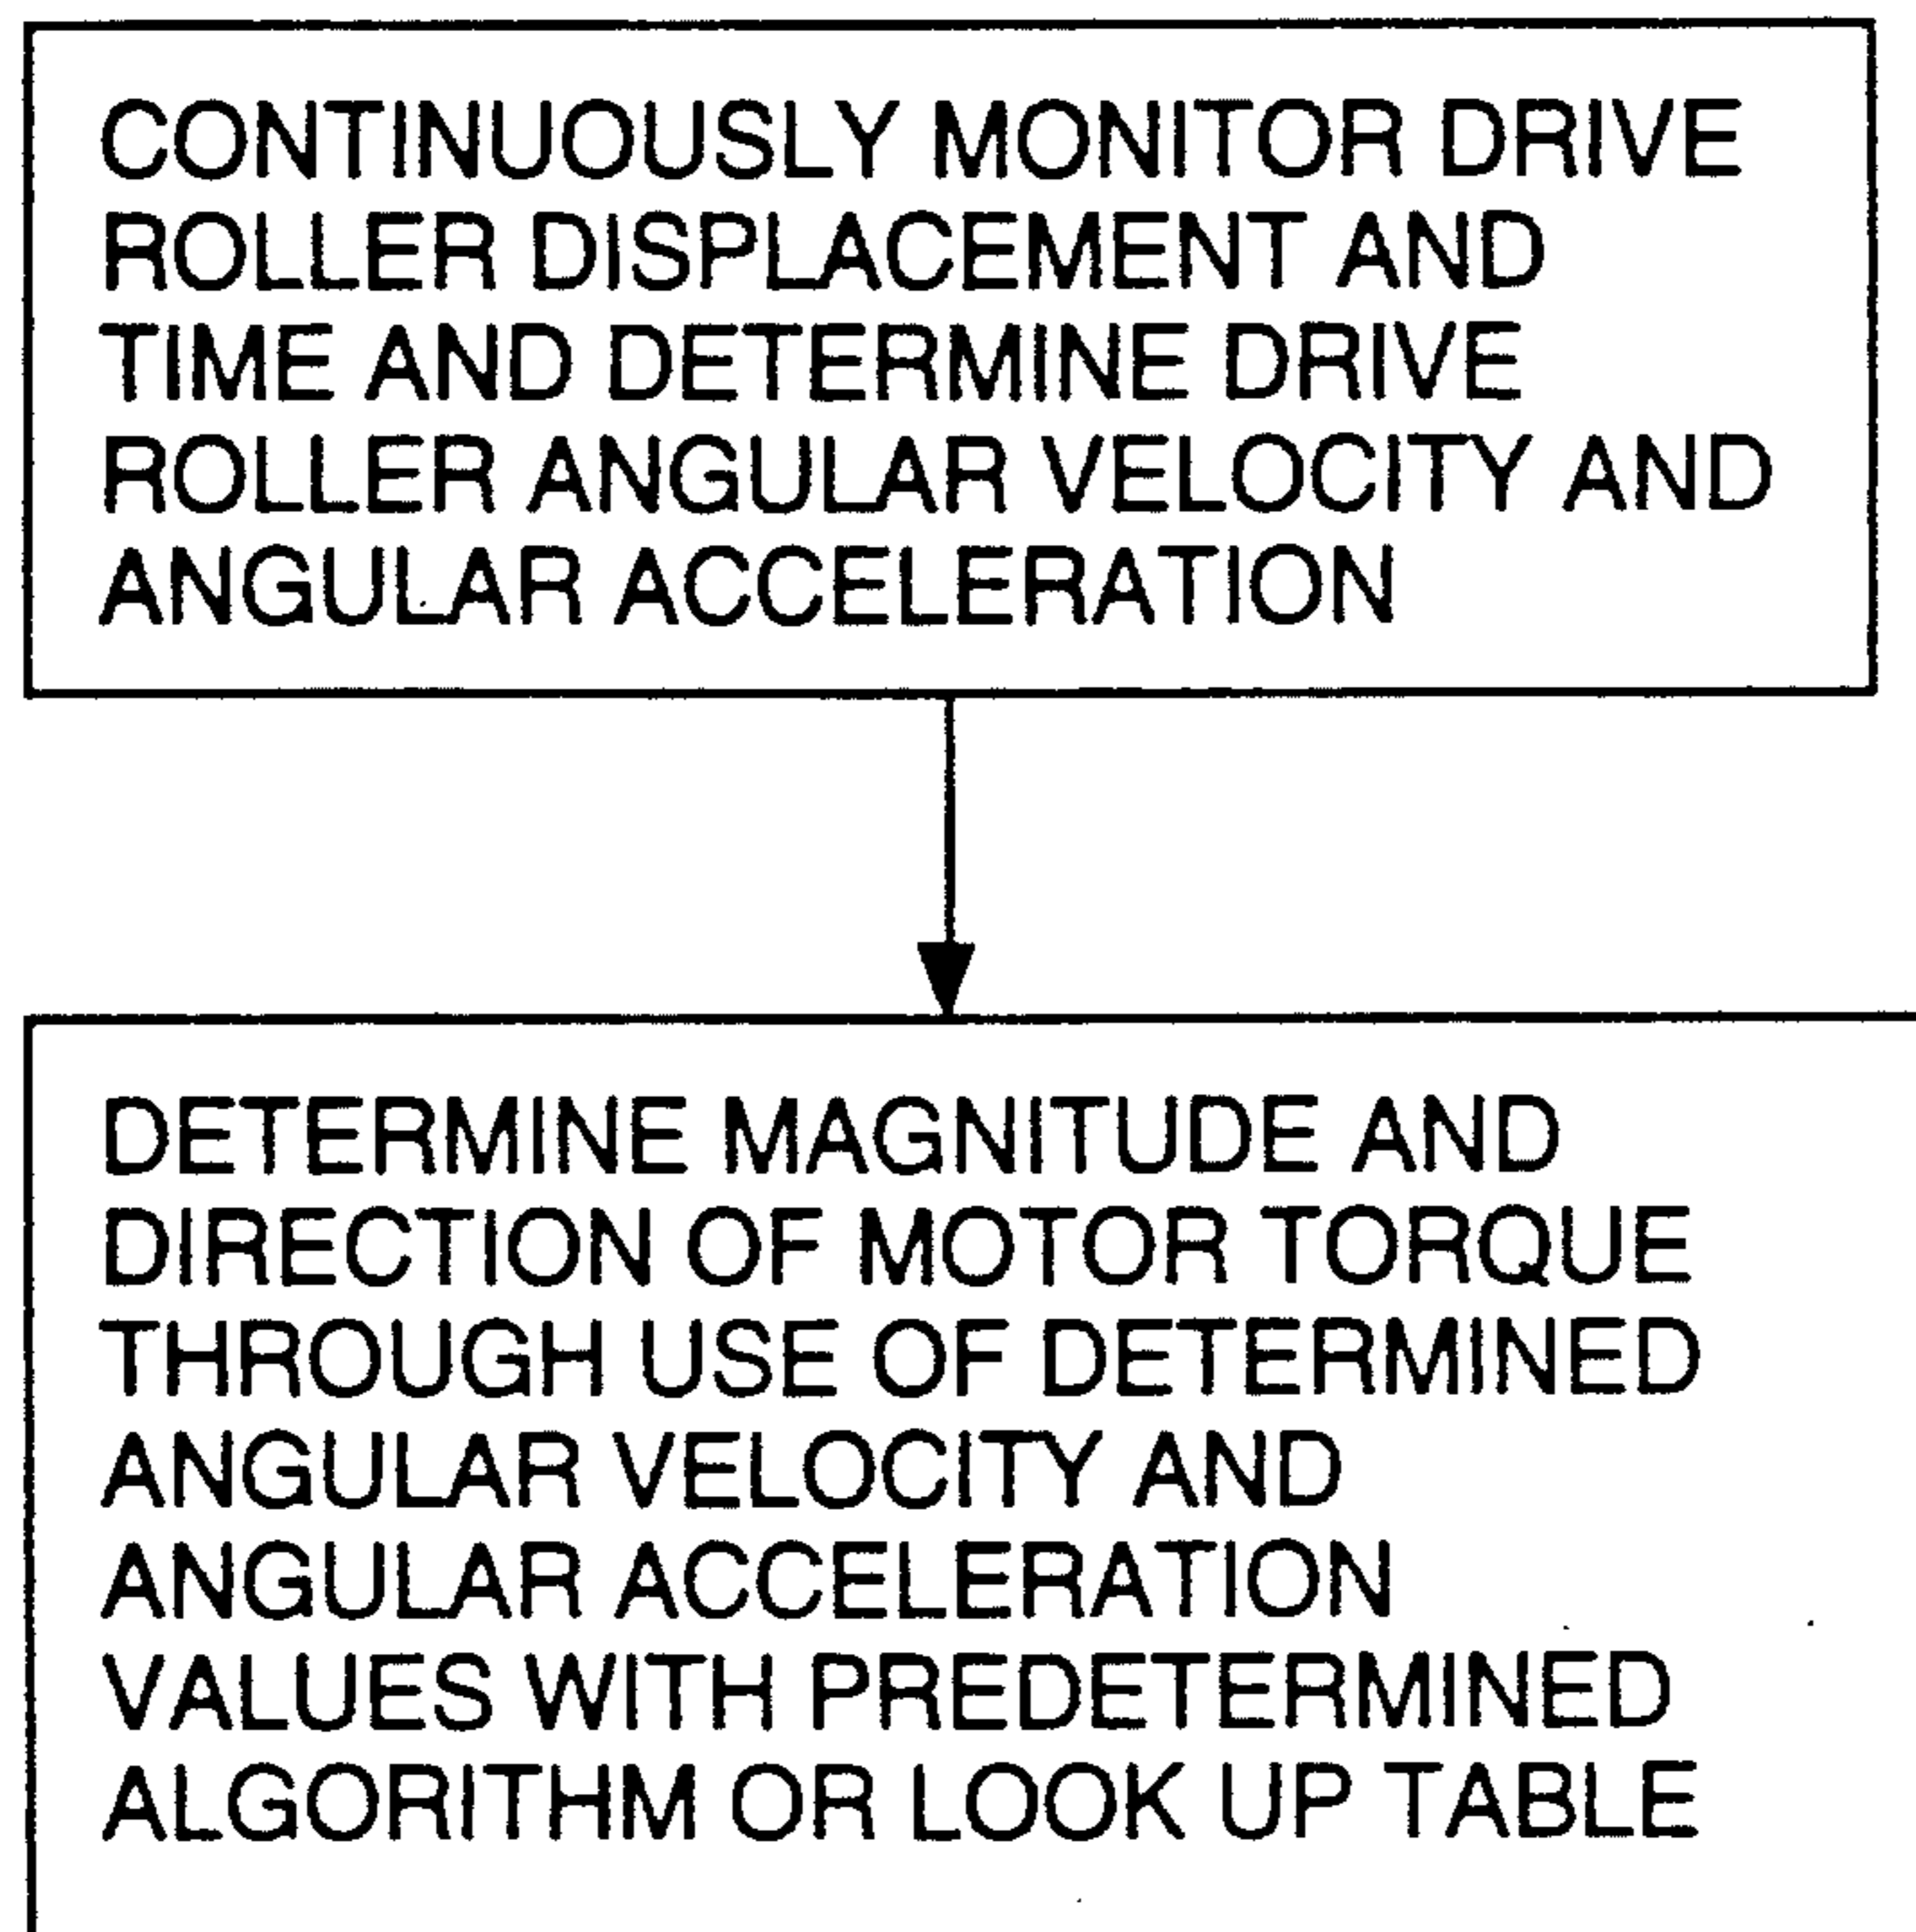 CONTINUOUSLY MONITOR DRIVE
ROLLER DISPLACEMENT AND
TIME AND DETERMINE DRIVE
ROLLER ANGULAR VELOCITY AND
ANGULAR ACCELERATION
DETERMINE MAGNITUDE AND
DIRECTION OF MOTOR TORQUE
THROUGH USE OF DETERMINED
ANGULAR VELOCITY AND
ANGULAR ACCELERATION
VALUES WITH PREDETERMINED
ALGORITHM OR LOOK UP TABLE